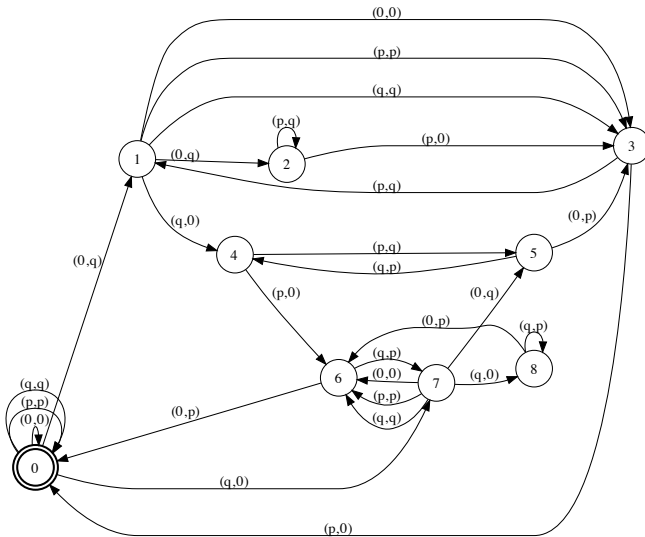 (0,0)
(p,p)
(q,q)
(p,q)
(p,0)
3
1
(0,q)
2
(p,q)
(q,0)
(0,p)
4
(p,q)
5
(q,p)
(0,q)
(p,0)
(0,q)
(0,p)
(q,p)
(q,p)
8
6
(0,0)
7
(q,0)
(p,p)
(q,q)
(q,q)
(p,p)
(0,0)
(0,p)
0
(q,0)
(p,0)